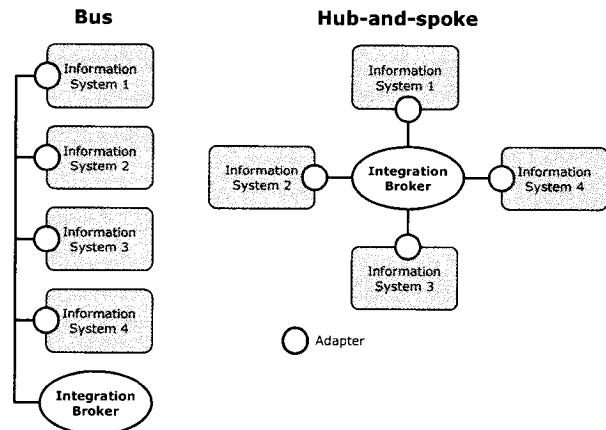 Bus
Information
System 1
Information
System 2
Information
System 3
Information
System 4
Integration
Broker
Hub-and-spoke
Information
System 1
Information
System 2
Integration
Broker
Information
System 4
Information
System 3
Adapter